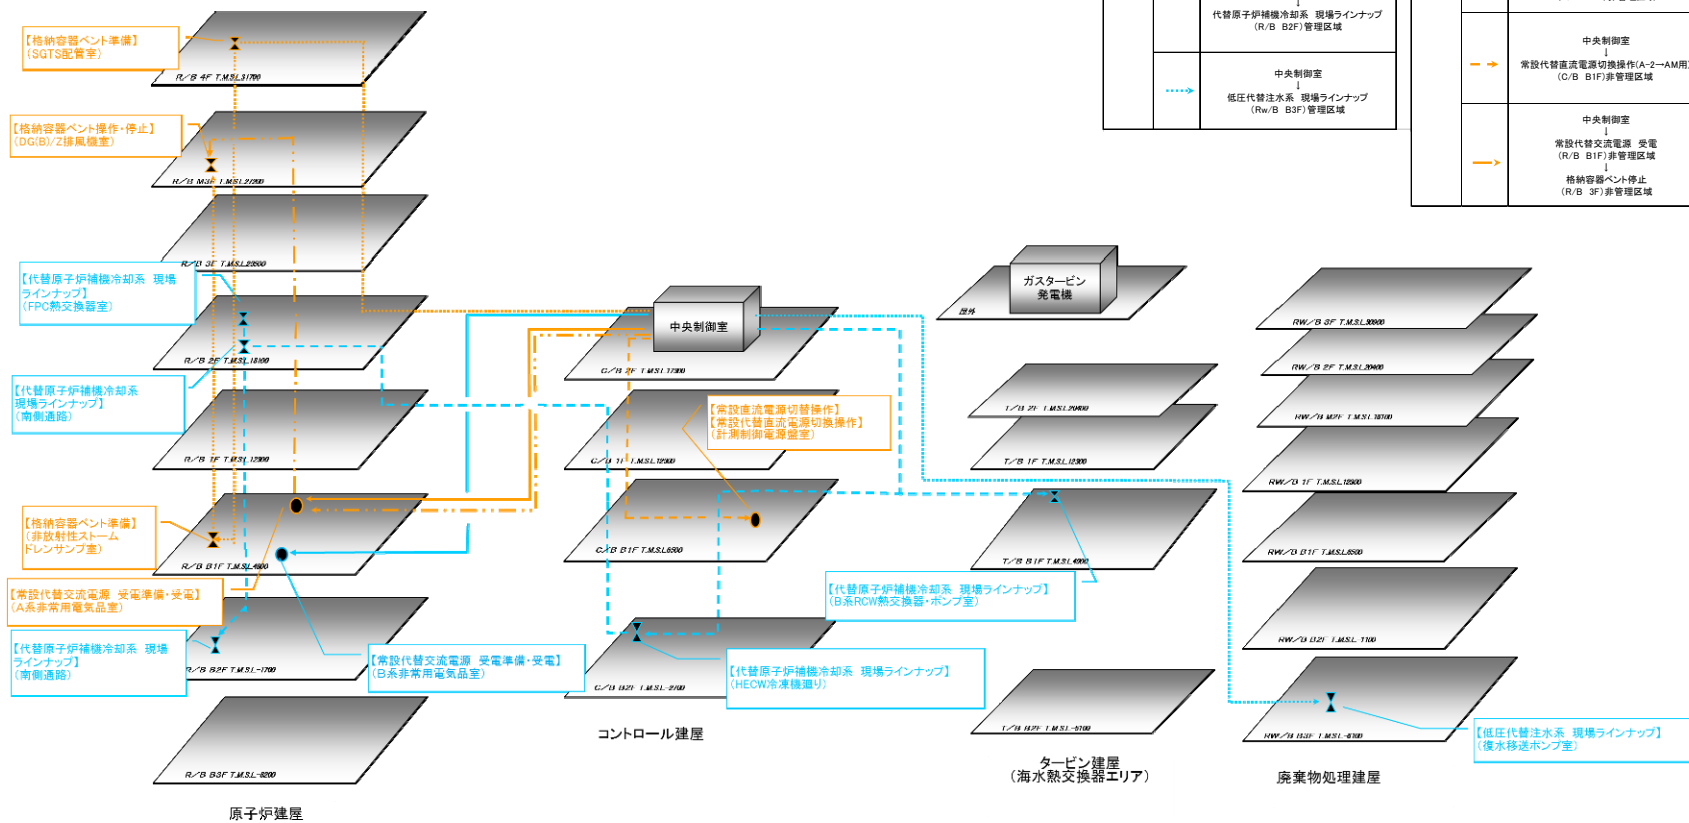 【格納容器ベント準備】
(SGTS配管室)
R/B 4F T.M.S.L.31700
【格納容器ベント操作・停止】
(DG(B)/Z排風機室)
R/B M3F T.M.S.L.27200
R/B 3F T.M.S.L.23500
【代替原子炉補機冷却系 現場
ラインナップ】
(FPC熱交換器室)
R/B 2F T.M.S.L.18100
【代替原子炉補機冷却系
現場ラインナップ】
(南側通路)
R/B 1F T.M.S.L.12300
【格納容器ベント準備】
(非放射性ストーム
ドレンサンプ室)
R/B B1F T.M.S.L.4800
【常設代替交流電源 受電準備・受電】
(A系非常用電気品室)
【代替原子炉補機冷却系 現場
ラインナップ】
(南側通路)
R/B B2F T.M.S.L.-1700
【常設代替交流電源 受電準備・受電】
(B系非常用電気品室)
R/B B3F T.M.S.L.-8200
原子炉建屋
中央制御室
C/B 2F T.M.S.L.17300
【常設直流電源切替操作】
【常設代替直流電源切換操作】
(計測制御電源盤室)
C/B 1F T.M.S.L.12300
C/B B1F T.M.S.L.6500
C/B B2F T.M.S.L.-2700
【代替原子炉補機冷却系 現場ラインナップ】
(HECW冷凍機廻り)
コントロール建屋
ガスタービン
発電機
屋外
T/B 2F T.M.S.L.20400
T/B 1F T.M.S.L.12300
T/B B1F T.M.S.L.4900
【代替原子炉補機冷却系 現場ラインナップ】
(B系RCW熱交換器・ポンプ室)
T/B B2F T.M.S.L.-5100
タービン建屋
(海水熱交換器エリア)
RW/B 3F T.M.S.L.30900
RW/B 2F T.M.S.L.20400
RW/B M2F T.M.S.L.16100
RW/B 1F T.M.S.L.12300
RW/B B1F T.M.S.L.6500
RW/B B2F T.M.S.L.-1100
RW/B B3F T.M.S.L.-6100
【低圧代替注水系 現場ラインナップ】
(復水移送ポンプ室)
廃棄物処理建屋
↓
代替原子炉補機冷却系 現場ラインナップ
(R/B B2F)管理区域
中央制御室
↓
低圧代替注水系 現場ラインナップ
(Rw/B B3F)管理区域
中央制御室
↓
常設代替直流電源切換操作(A-2→AM用)
(C/B B1F)非管理区域
中央制御室
↓
常設代替交流電源 受電
(R/B B1F)非管理区域
↓
格納容器ベント停止
(R/B 3F)非管理区域